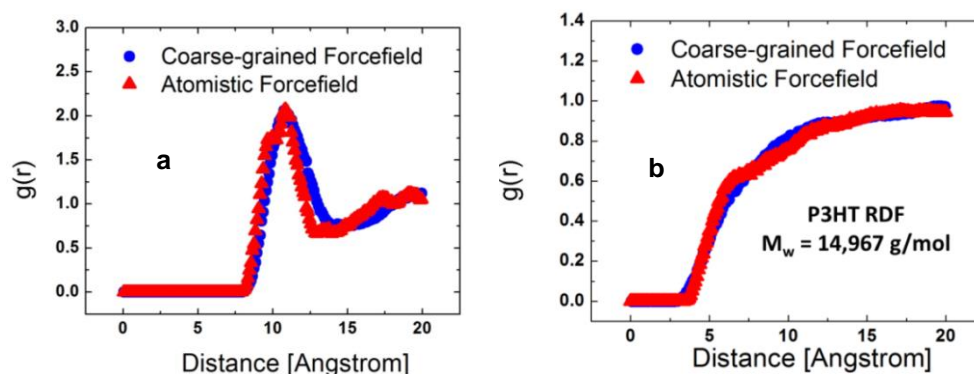 3.0
2.5
2.0
1.5
1.0
0.5
0.0
g(r)
Coarse-grained Forcefield
Atomistic Forcefield
a
0 5 10 15 20
Distance [Angstrom]
1.4
1.2
1.0
0.8
0.6
0.4
0.2
0.0
g(r)
Coarse-grained Forcefield
Atomistic Forcefield
b
P3HT RDF
M_w = 14,967 g/mol
0 5 10 15 20
Distance [Angstrom]